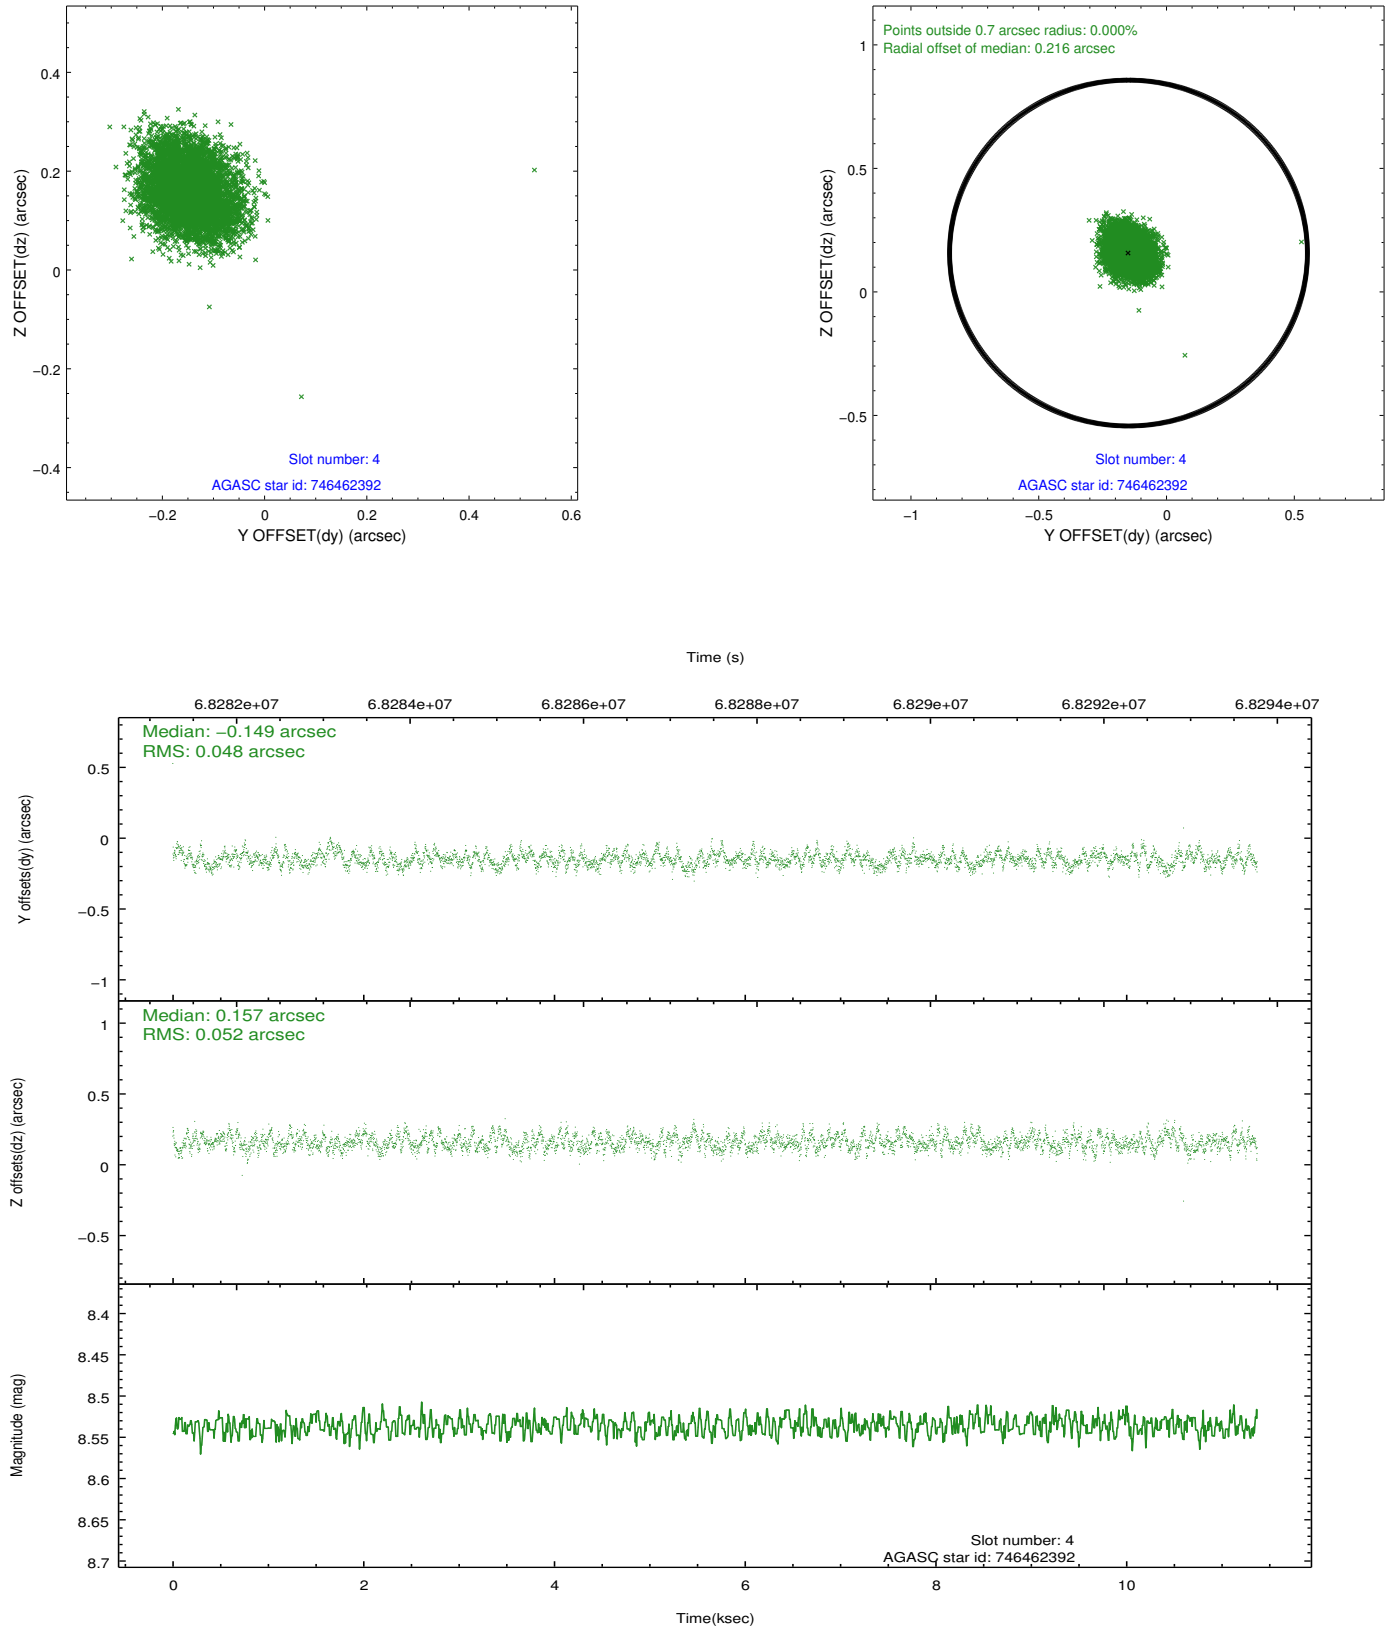 Z OFFSET(dz) (arcsec)
0.4
0.2
0
−0.2
−0.4
Slot number: 4
AGASC star id: 746462392
−0.2 0 0.2 0.4 0.6
Y OFFSET(dy) (arcsec)
Points outside 0.7 arcsec radius: 0.000%
Radial offset of median: 0.216 arcsec
Z OFFSET(dz) (arcsec)
1
0.5
0
−0.5
Slot number: 4
AGASC star id: 746462392
−1 −0.5 0 0.5
Y OFFSET(dy) (arcsec)
Time (s)
6.8282e+07 6.8284e+07 6.8286e+07 6.8288e+07 6.829e+07 6.8292e+07 6.8294e+07
Median: −0.149 arcsec
RMS: 0.048 arcsec
Y offsets(dy) (arcsec)
0.5
0
−0.5
−1
Median: 0.157 arcsec
RMS: 0.052 arcsec
Z offsets(dz) (arcsec)
1
0.5
0
−0.5
Magnitude (mag)
8.4
8.45
8.5
8.55
8.6
8.65
8.7
Slot number: 4
AGASC star id: 746462392
0 2 4 6 8 10
Time(ksec)